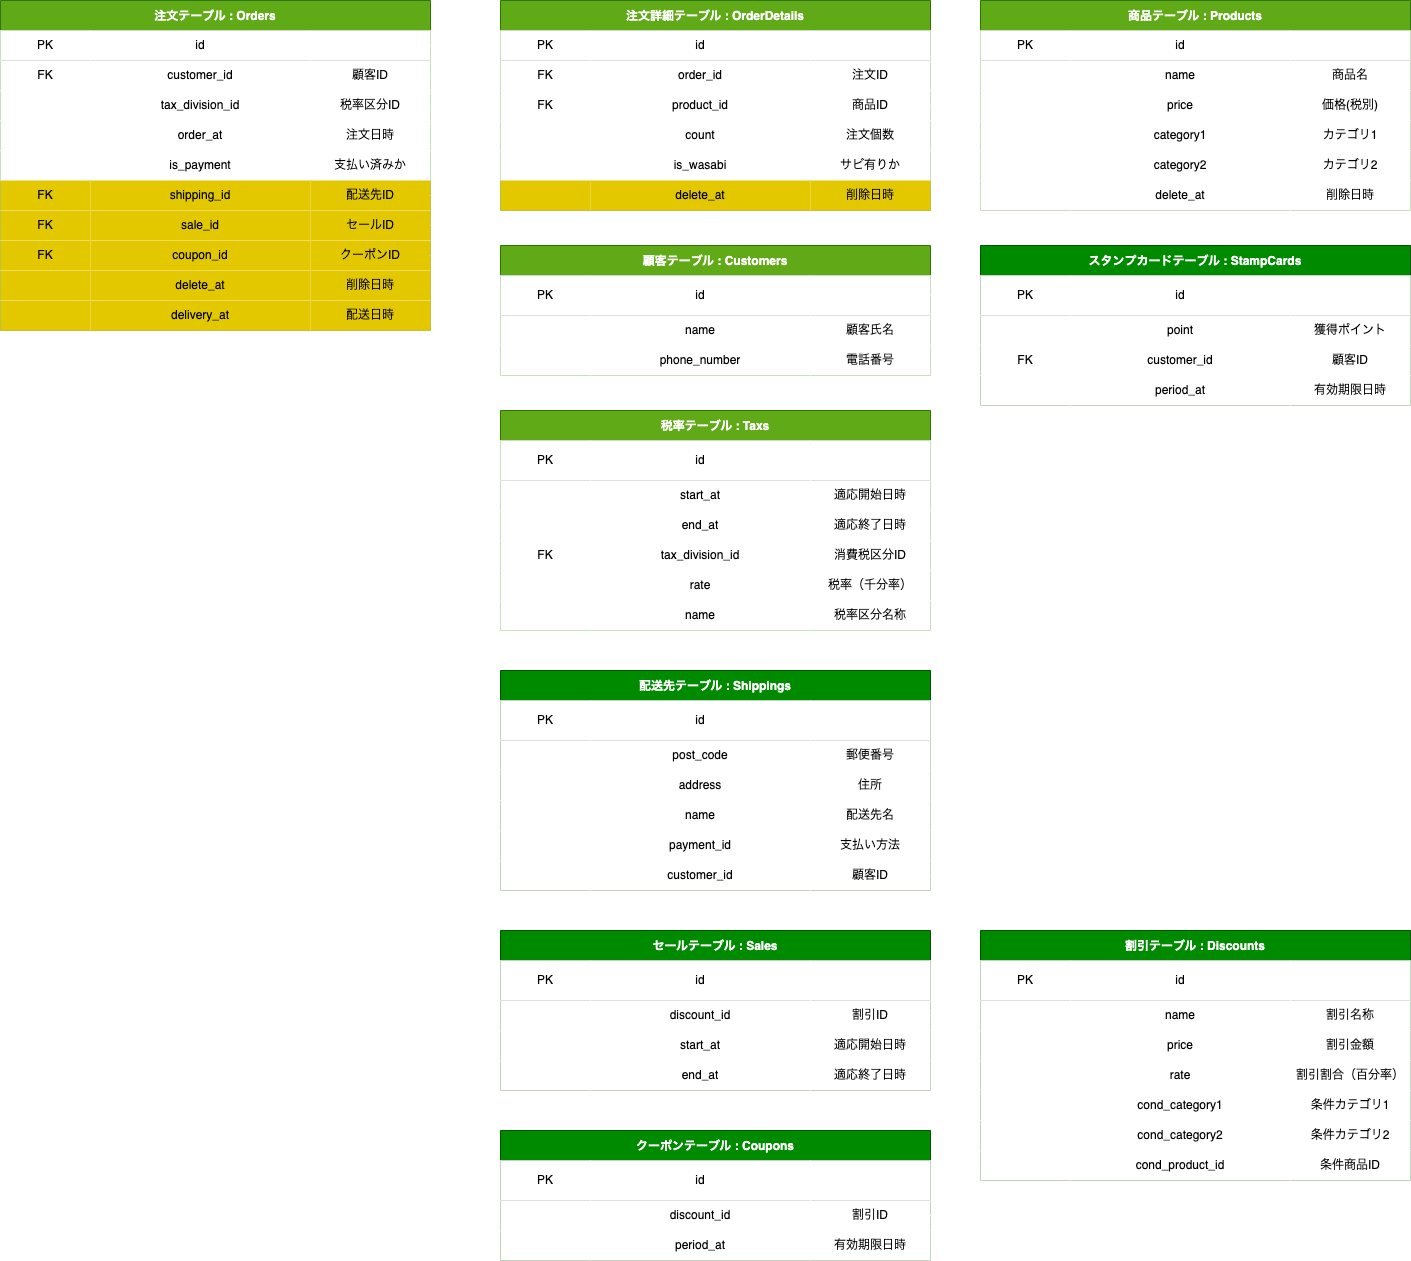 注文テーブル : Orders
PK id
FK customer_id 顧客ID
tax_division_id 税率区分ID
order_at 注文日時
is_payment 支払い済みか
FK shipping_id 配送先ID
FK sale_id セールID
FK coupon_id クーポンID
delete_at 削除日時
delivery_at 配送日時
注文詳細テーブル : OrderDetails
PK id
FK order_id 注文ID
FK product_id 商品ID
count 注文個数
is_wasabi サビ有りか
delete_at 削除日時
商品テーブル : Products
PK id
name 商品名
price 価格(税別)
category1 カテゴリ1
category2 カテゴリ2
delete_at 削除日時
顧客テーブル : Customers
PK id
name 顧客氏名
phone_number 電話番号
スタンプカードテーブル : StampCards
PK id
point 獲得ポイント
FK customer_id 顧客ID
period_at 有効期限日時
税率テーブル : Taxs
PK id
start_at 適応開始日時
end_at 適応終了日時
FK tax_division_id 消費税区分ID
rate 税率（千分率）
name 税率区分名称
配送先テーブル : Shippings
PK id
post_code 郵便番号
address 住所
name 配送先名
payment_id 支払い方法
customer_id 顧客ID
セールテーブル : Sales
PK id
discount_id 割引ID
start_at 適応開始日時
end_at 適応終了日時
割引テーブル : Discounts
PK id
name 割引名称
price 割引金額
rate 割引割合（百分率）
cond_category1 条件カテゴリ1
cond_category2 条件カテゴリ2
cond_product_id 条件商品ID
クーポンテーブル : Coupons
PK id
discount_id 割引ID
period_at 有効期限日時